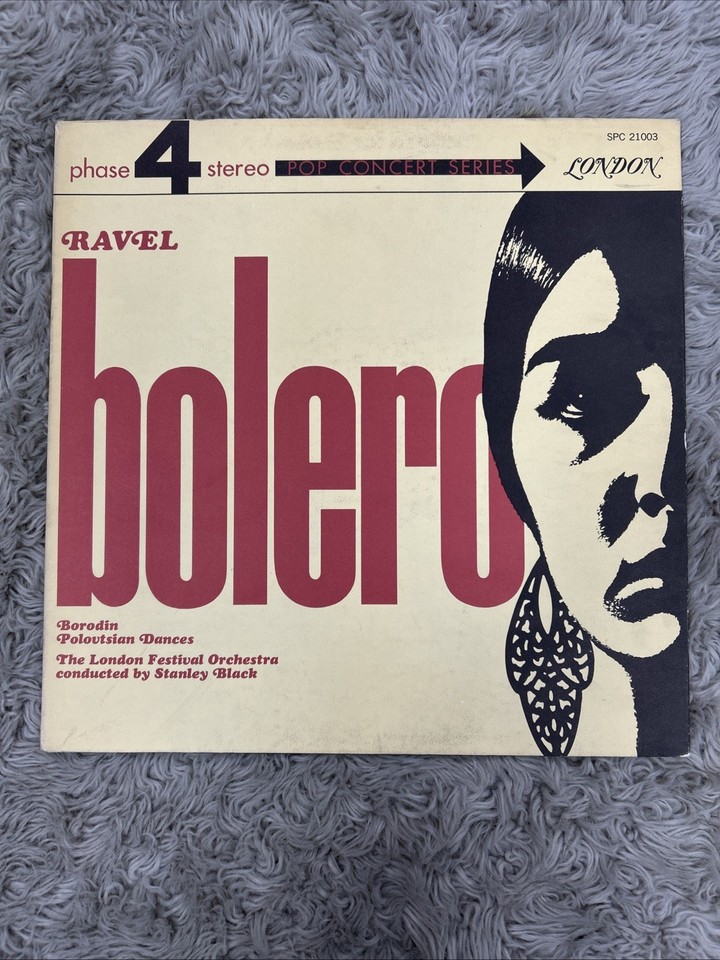 SPC 21003
phase 4 stereo POP CONCERT SERIES LONDON
RAVEL
bolero
Borodin
Polovtsian Dances
The London Festival Orchestra
conducted by Stanley Black